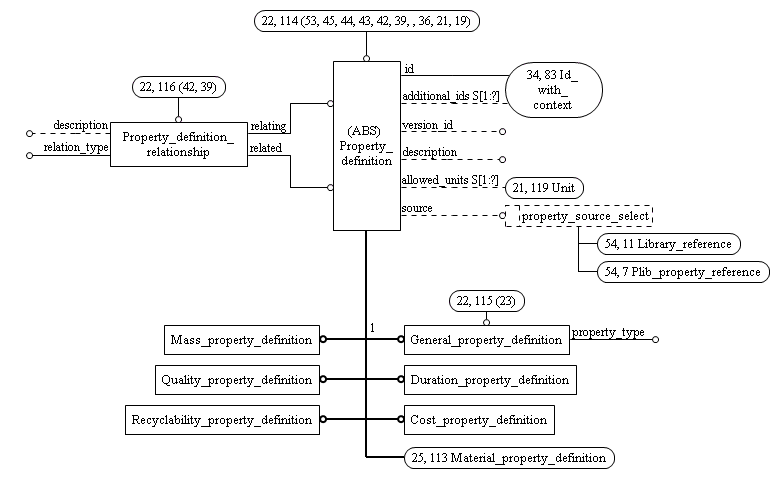 22, 114 (53, 45, 44, 43, 42, 39, , 36, 21, 19)
id
34, 83 Id_
with_
context
22, 116 (42, 39)
additional_ids S[1:?]
description
relating
(ABS)
Property_
definition
version_id
Property_definition_
relationship
relation_type
related
description
allowed_units S[1:?]
21, 119 Unit
source
property_source_select
54, 11 Library_reference
54, 7 Plib_property_reference
22, 115 (23)
1
Mass_property_definition
General_property_definition
property_type
Quality_property_definition
Duration_property_definition
Recyclability_property_definition
Cost_property_definition
25, 113 Material_property_definition